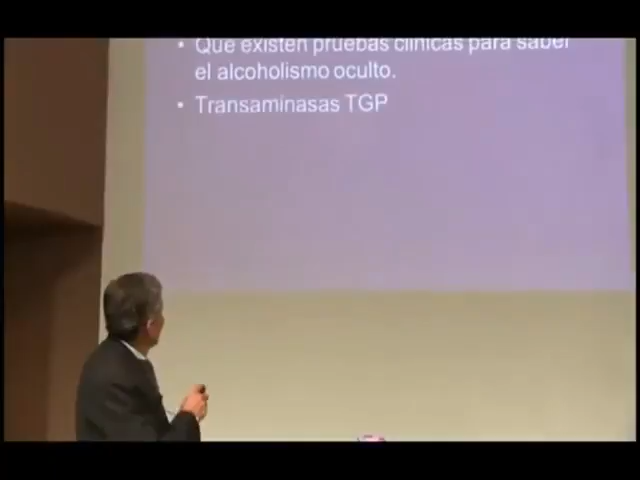 • Que existen pruebas clínicas para saber
el alcoholismo oculto.
• Transaminasas TGP